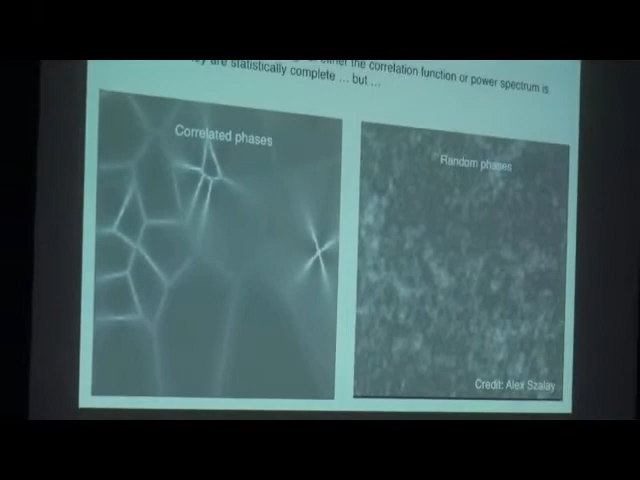 either the correlation function or power spectrum is
are statistically complete ... but ...
Correlated phases
Random phases
Credit: Alex Szalay